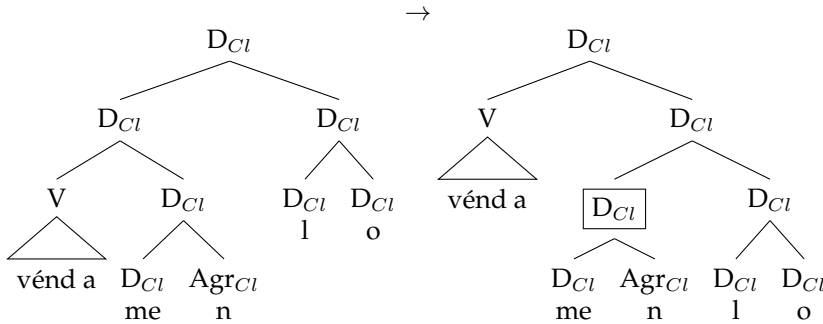 →
D_Cl D_Cl
D_Cl D_Cl V D_Cl
V D_Cl D_Cl D_Cl vénd a D_Cl D_Cl
l o
vénd a D_Cl Agr_Cl D_Cl Agr_Cl D_Cl D_Cl
me n me n l o